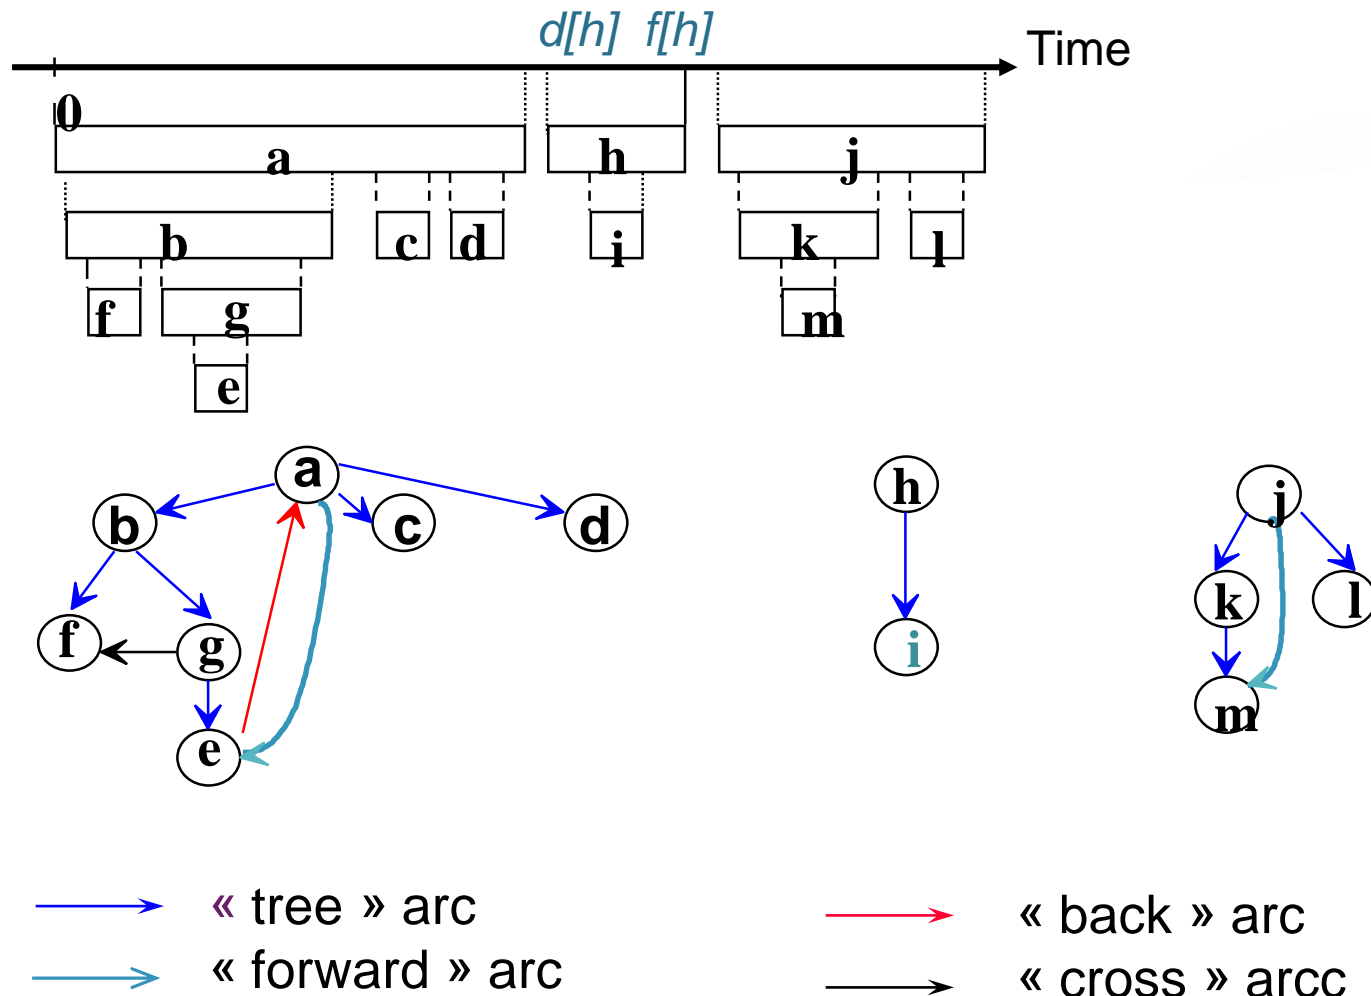 d[h] f[h]
Time
0
a h j
b c d i k l
f g m
e
a h
j
b c d
k l
f g i
m
e
« tree » arc
« back » arc
« forward » arc
« cross » arcc